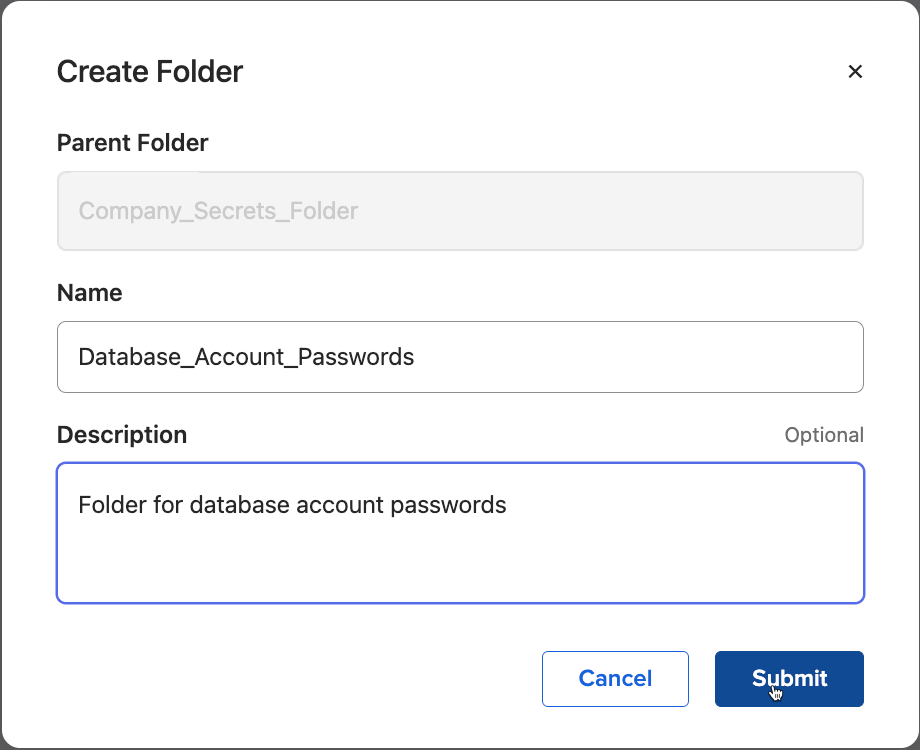 Create Folder
Parent Folder
Company_Secrets_Folder
Name
Database_Account_Passwords
Description
Optional
Folder for database account passwords
Cancel
Submit